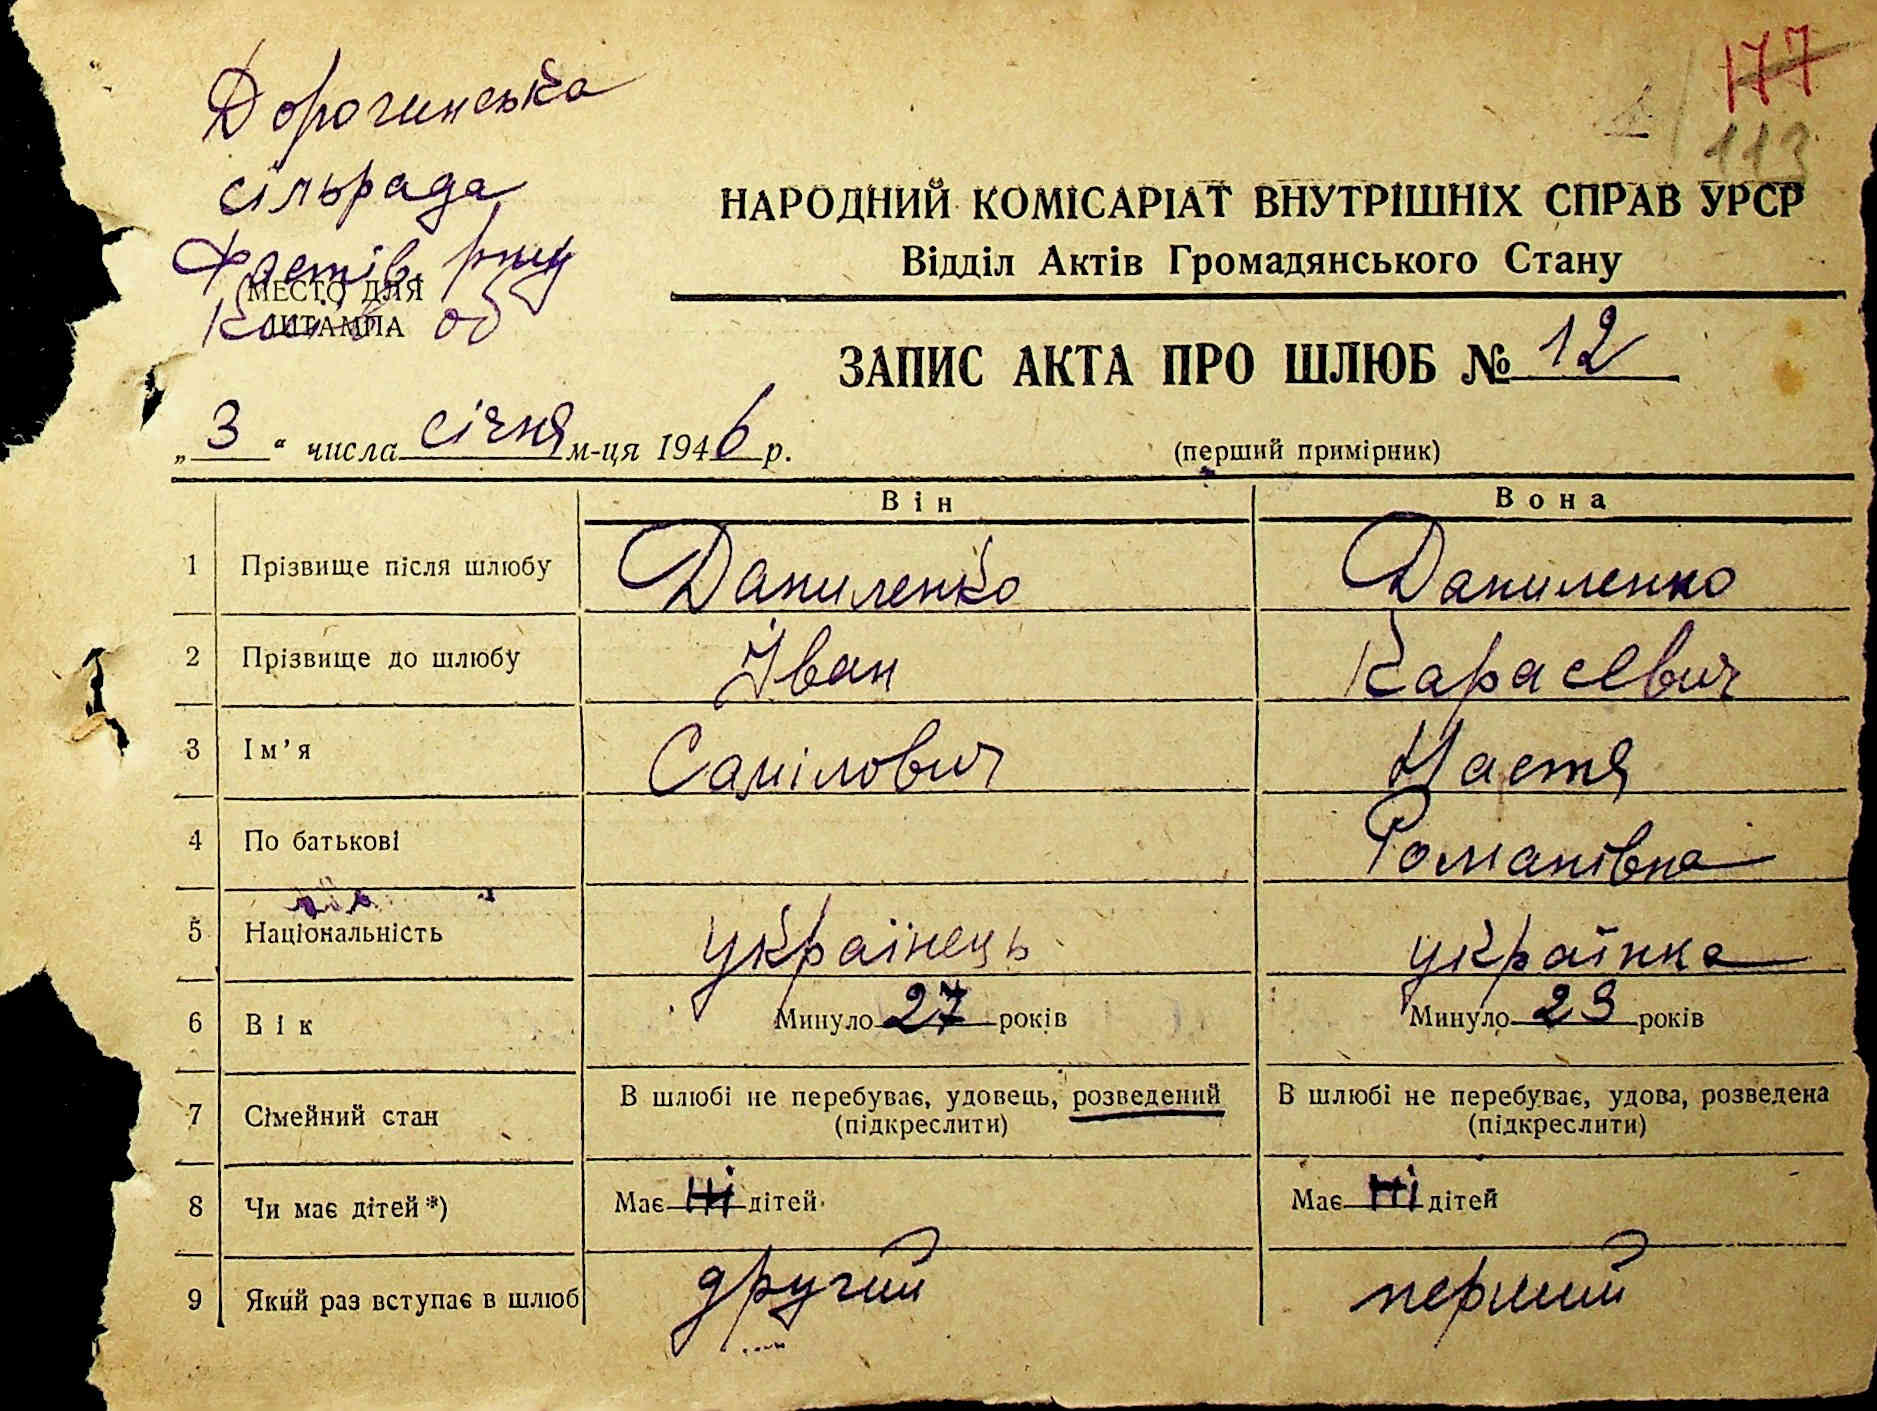 177
113
Дорогинська
сільрада
Фастів. р-ну
Київ об
МЕСТО ДЛЯ
ШТАМПА
НАРОДНИЙ КОМІСАРІАТ ВНУТРІШНІХ СПРАВ УРСР
Відділ Актів Громадянського Стану
ЗАПИС АКТА ПРО ШЛЮБ № 12
„ 3 “ числа січня м-ця 1946 р.
(перший примірник)
Він Вона
1 Прізвище після шлюбу Даниленко Даниленко
2 Прізвище до шлюбу Іван Карасевич
3 Ім'я Самілович Настя
4 По батькові Романівна
5 Національність українець українка
6 Вік Минуло 27 років Минуло 23 років
7 Сімейний стан В шлюбі не перебуває, удовець, розведений В шлюбі не перебуває, удова, розведена
(підкреслити) (підкреслити)
8 Чи має дітей *) Має ні дітей Має ні дітей
9 Який раз вступає в шлюб другий перший